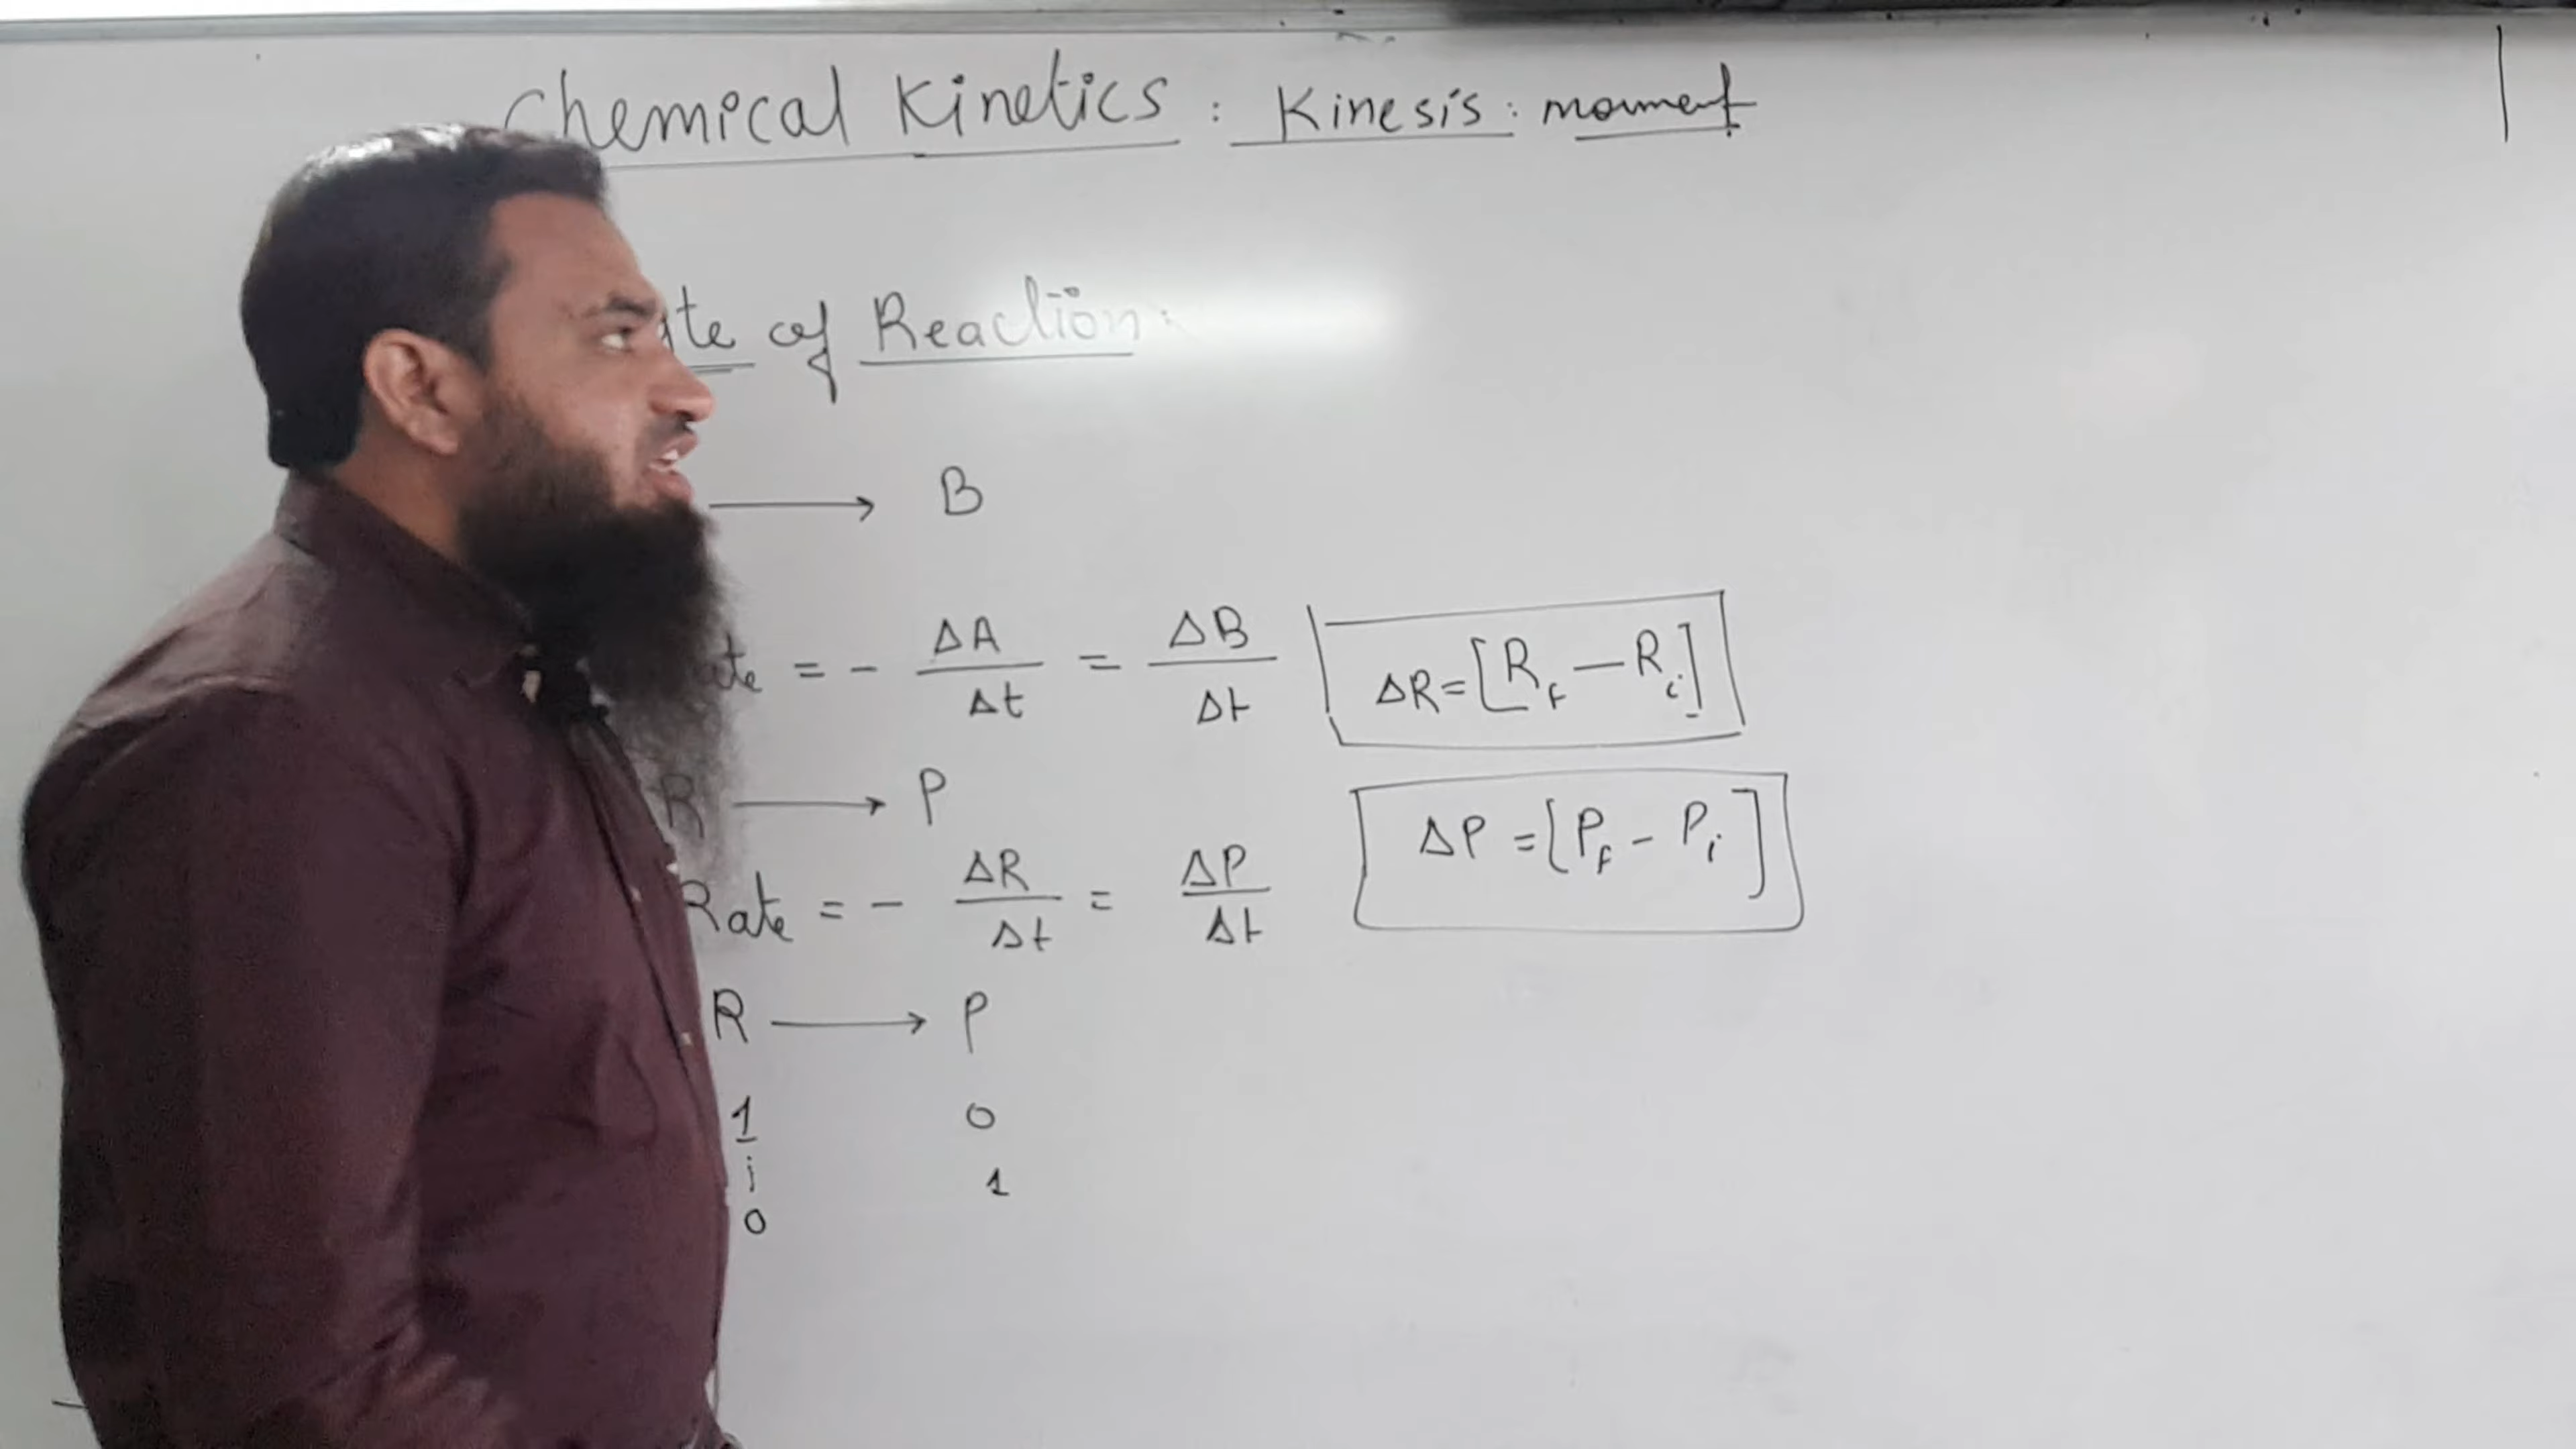 Chemical Kinetics : Kinesis : moment
te of Reaction:
⟶ B
te = - ΔA/Δt = ΔB/Δt ΔR=[R_f — R_i]
R ⟶ P ΔP =[P_f - P_i]
Rate = - ΔR/Δt = ΔP/Δt
R ⟶ P
1 0
i 1
0